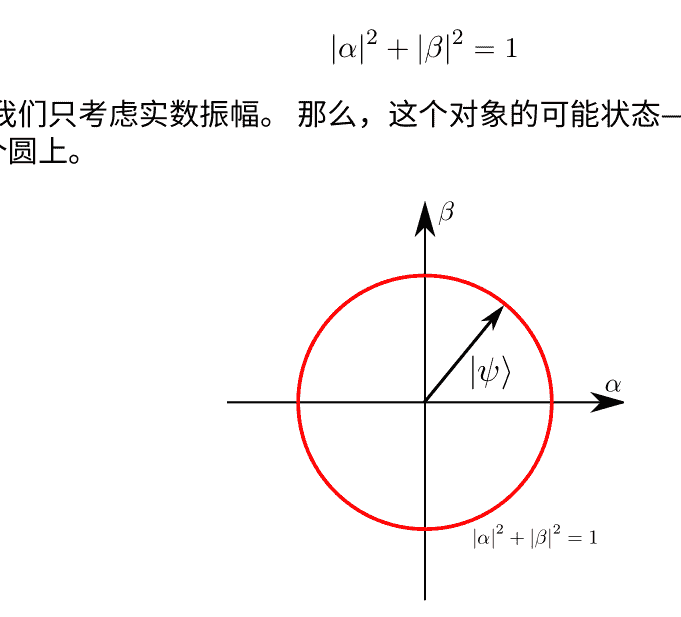 |α|² + |β|² = 1
我们只考虑实数振幅。 那么，这个对象的可能状态—
个圆上。
β
|ψ⟩
α
|α|² + |β|² = 1